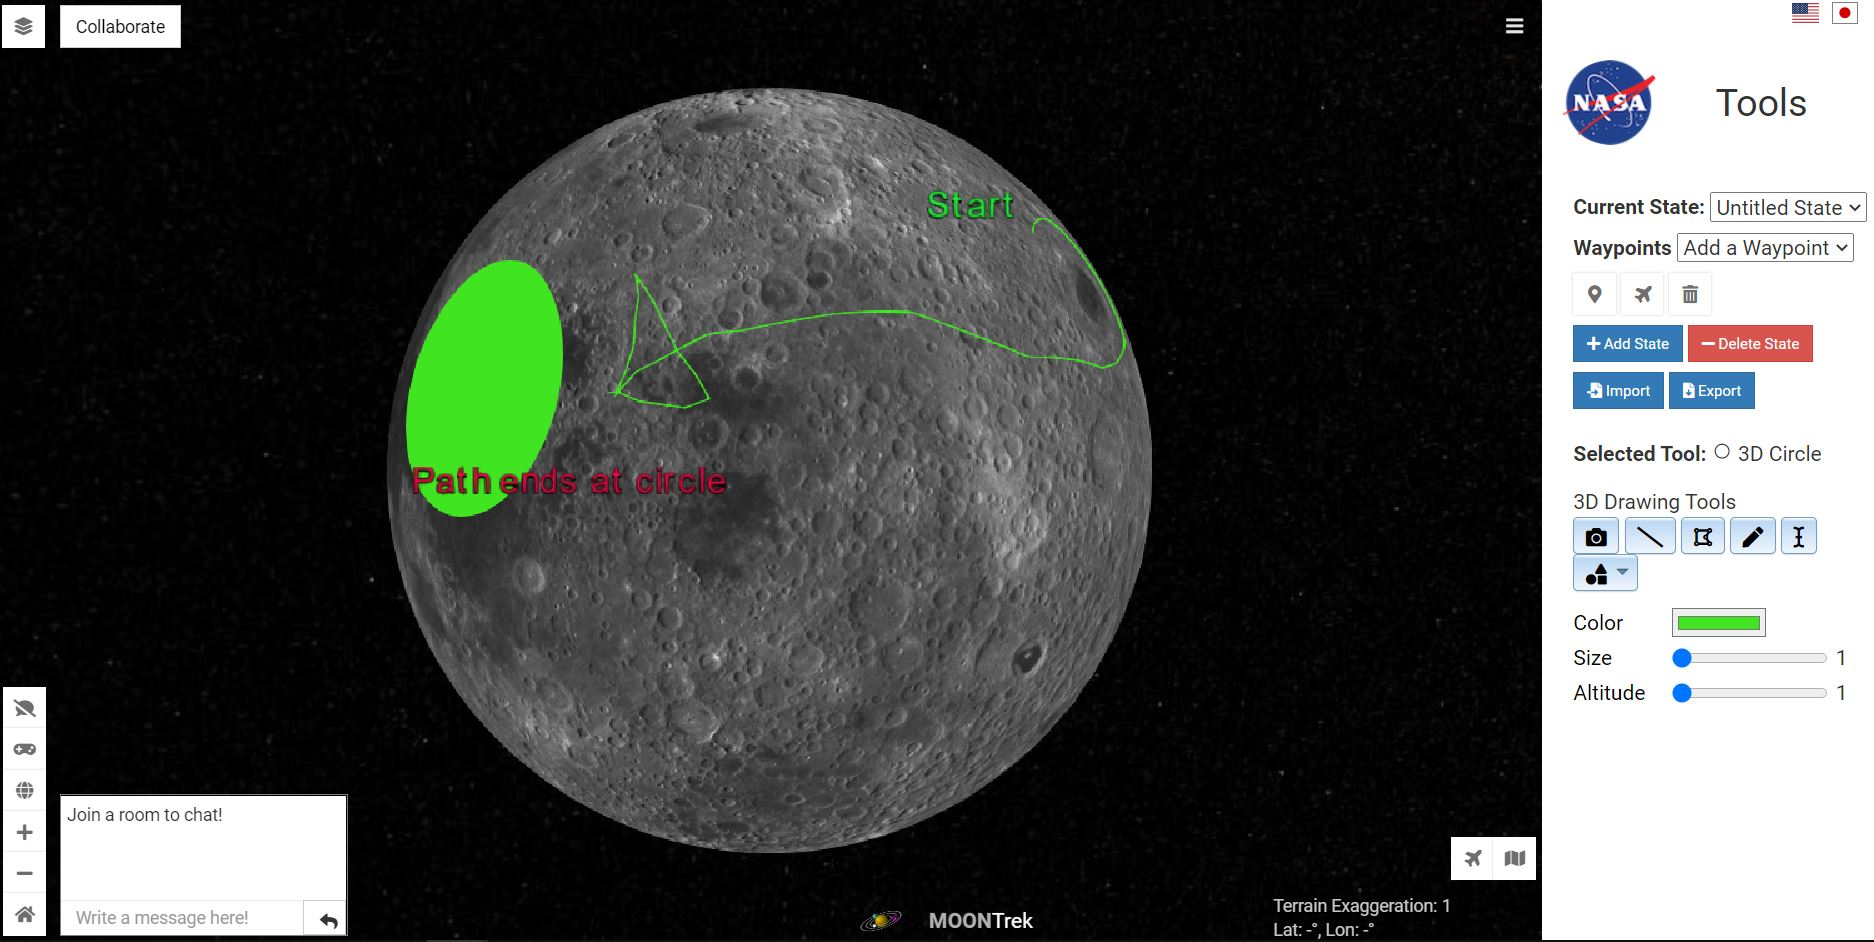 Collaborate
NASA
Tools
Start
Current State: Untitled State
Waypoints Add a Waypoint
Add State
Delete State
Import
Export
Selected Tool: 3D Circle
3D Drawing Tools
Path ends at circle
Color
Size 1
Altitude 1
Join a room to chat!
Write a message here!
MOONTrek
Terrain Exaggeration: 1
Lat: -°, Lon: -°